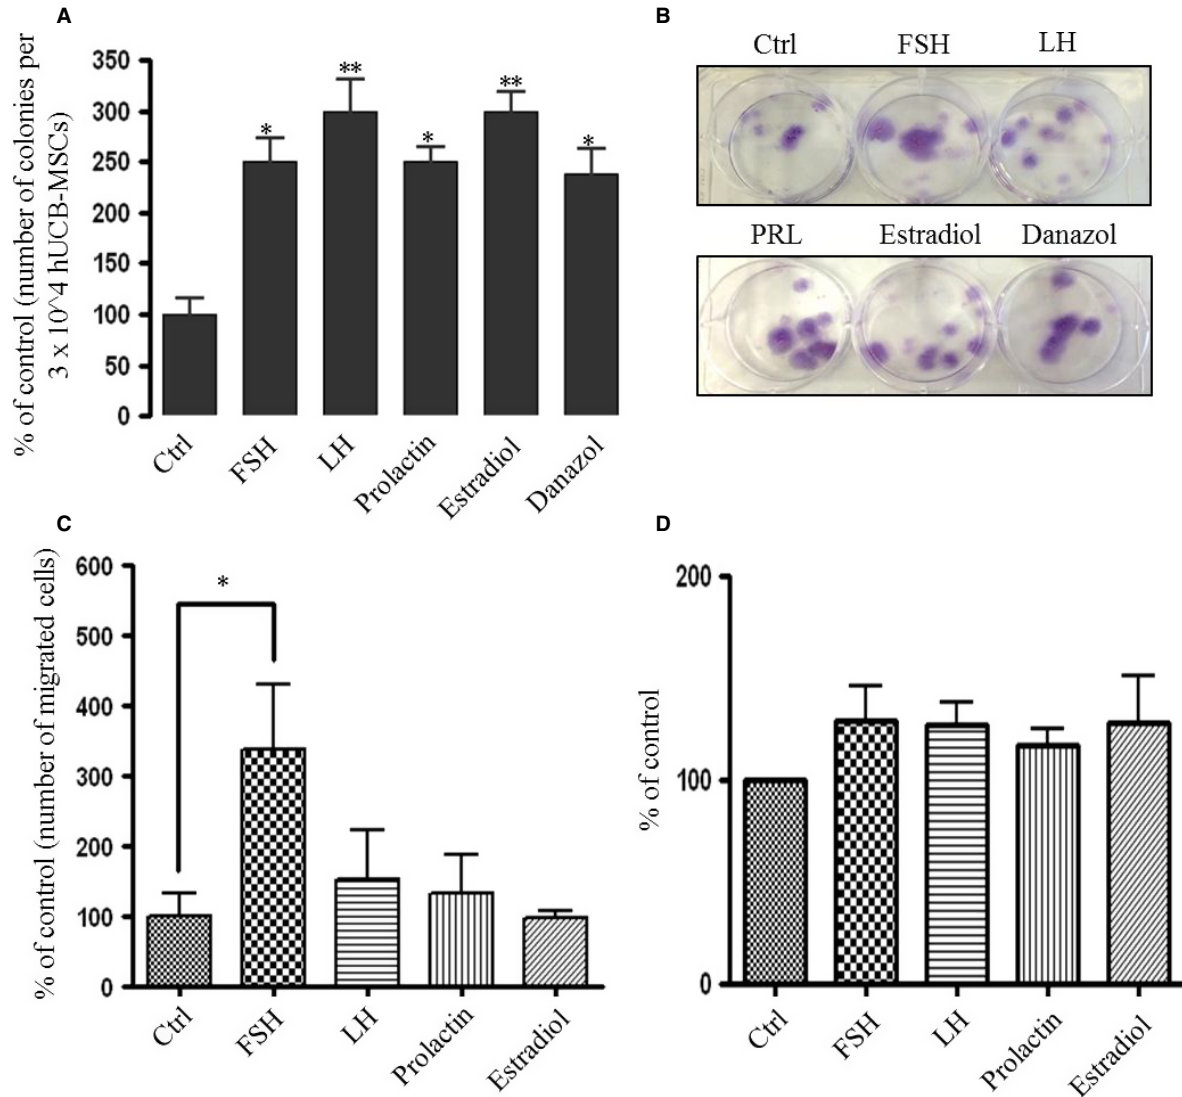 A
% of control (number of colonies per
3 x 10^4 hUCB-MSCs)
350
300
250
200
150
100
50
0
*
**
*
**
*
Ctrl
FSH
LH
Prolactin
Estradiol
Danazol
B
Ctrl FSH LH
PRL Estradiol Danazol
C
% of control (number of migrated cells)
600
500
400
300
200
100
0
*
Ctrl
FSH
LH
Prolactin
Estradiol
D
% of control
200
100
0
Ctrl
FSH
LH
Prolactin
Estradiol